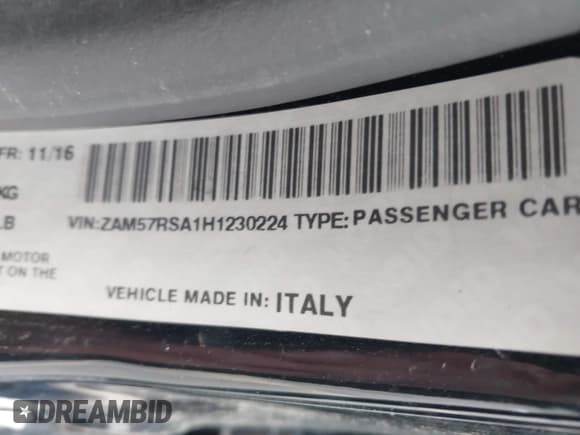 FR: 11/16
KG
LB
VIN:ZAM57RSA1H1230224 TYPE:PASSENGER CAR
MOTOR
T ON THE
VEHICLE MADE IN: ITALY
DREAMBID